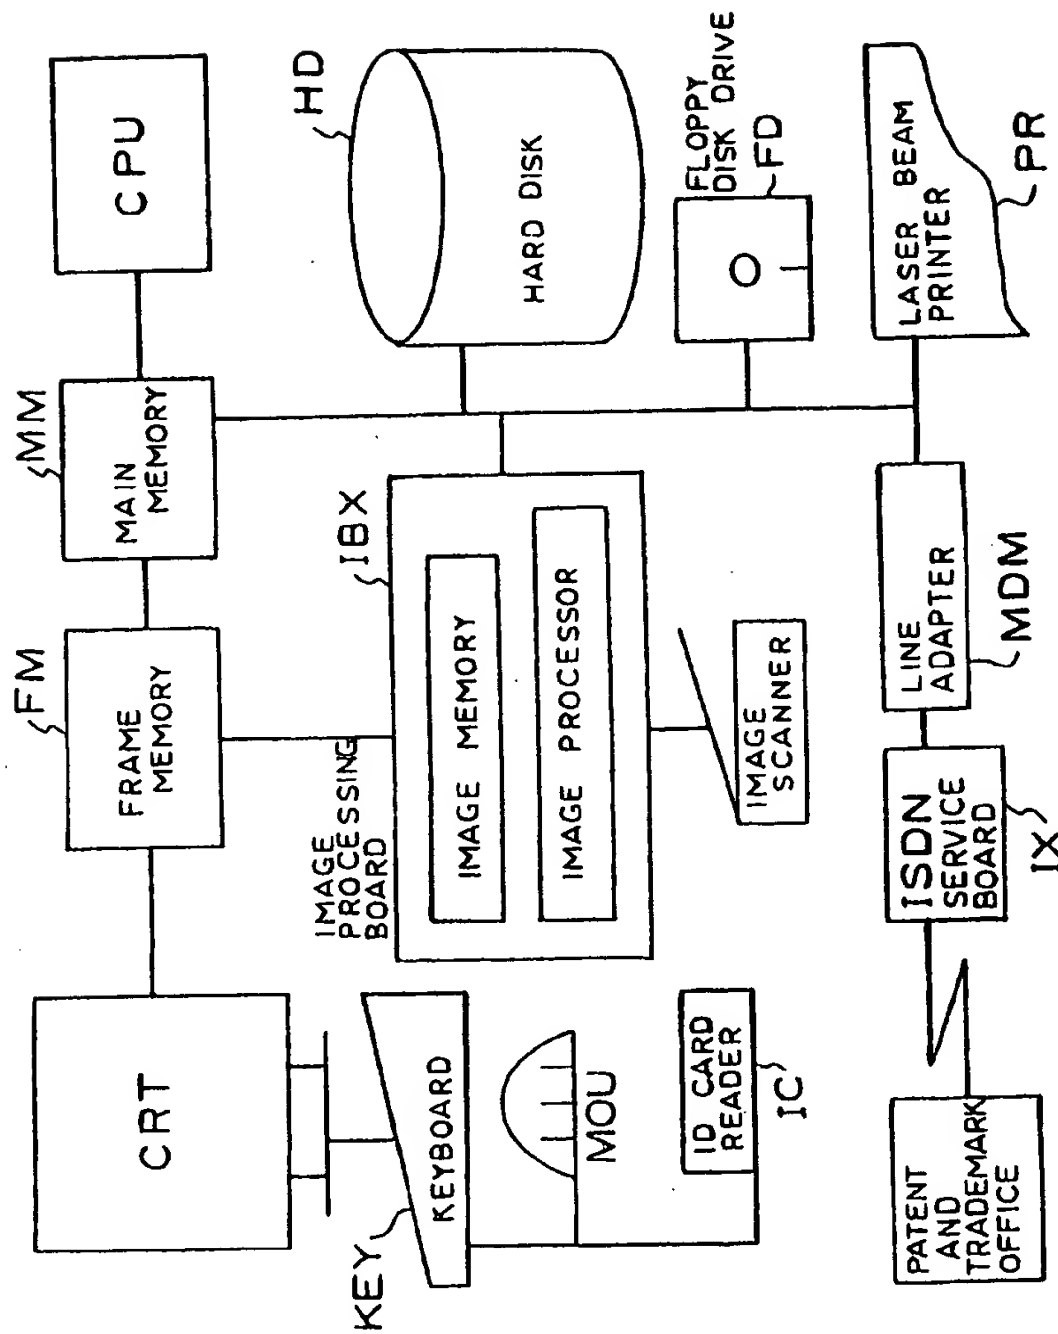 CRT
FM
FRAME
MEMORY
MM
MAIN
MEMORY
CPU
KEY
KEYBOARD
MOU
ID CARD
READER
IC
IMAGE
PROCESSING
BOARD
IBX
IMAGE MEMORY
IMAGE PROCESSOR
IMAGE
SCANNER
HD
HARD DISK
FLOPPY
DISK DRIVE
FD
LASER BEAM
PRINTER
PR
LINE
ADAPTER
MDM
ISDN
SERVICE
BOARD
IX
PATENT
AND
TRADEMARK
OFFICE